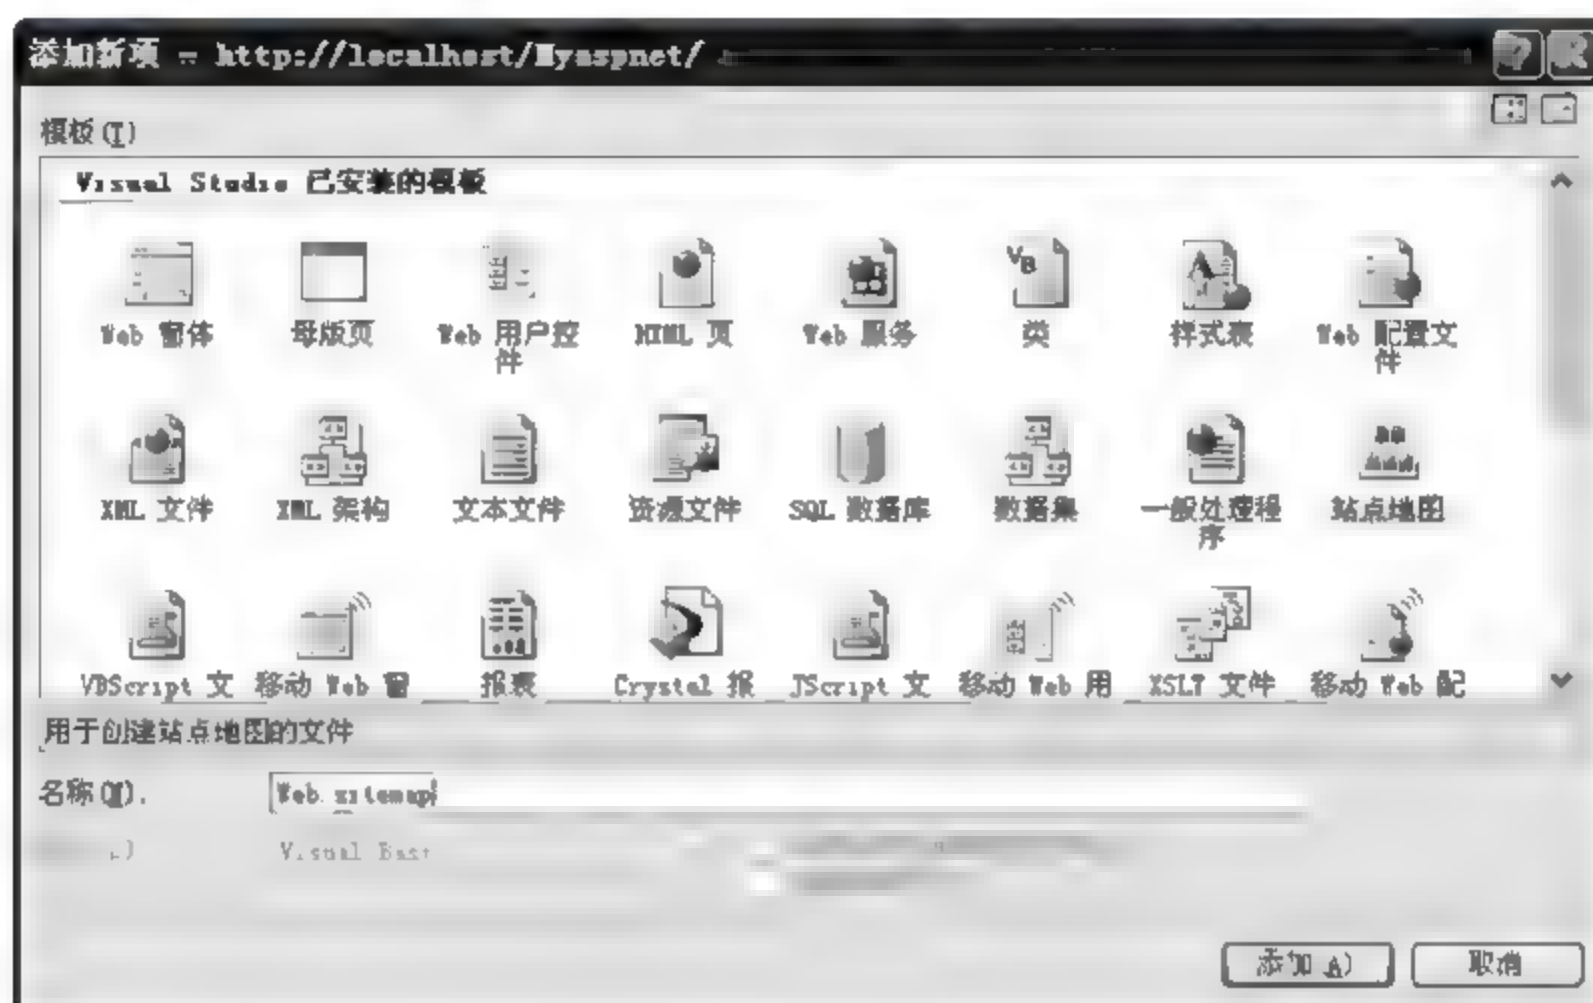 添加新项 - http://localhost/Myaspnet/
模板(T)
Visual Studio 已安装的模板
Web 窗体
母版页
Web 用户控件
HTML 页
Web 服务
类
样式表
Web 配置文件
XML 文件
XML 架构
文本文件
资源文件
SQL 数据库
数据集
一般处理程序
站点地图
VBScript 文
移动 Web 窗
报表
Crystal 报
JScript 文
移动 Web 用
XSLT 文件
移动 Web 配
用于创建站点地图的文件
名称(N):
Web.sitemap
Visual Basi
添加(A)
取消